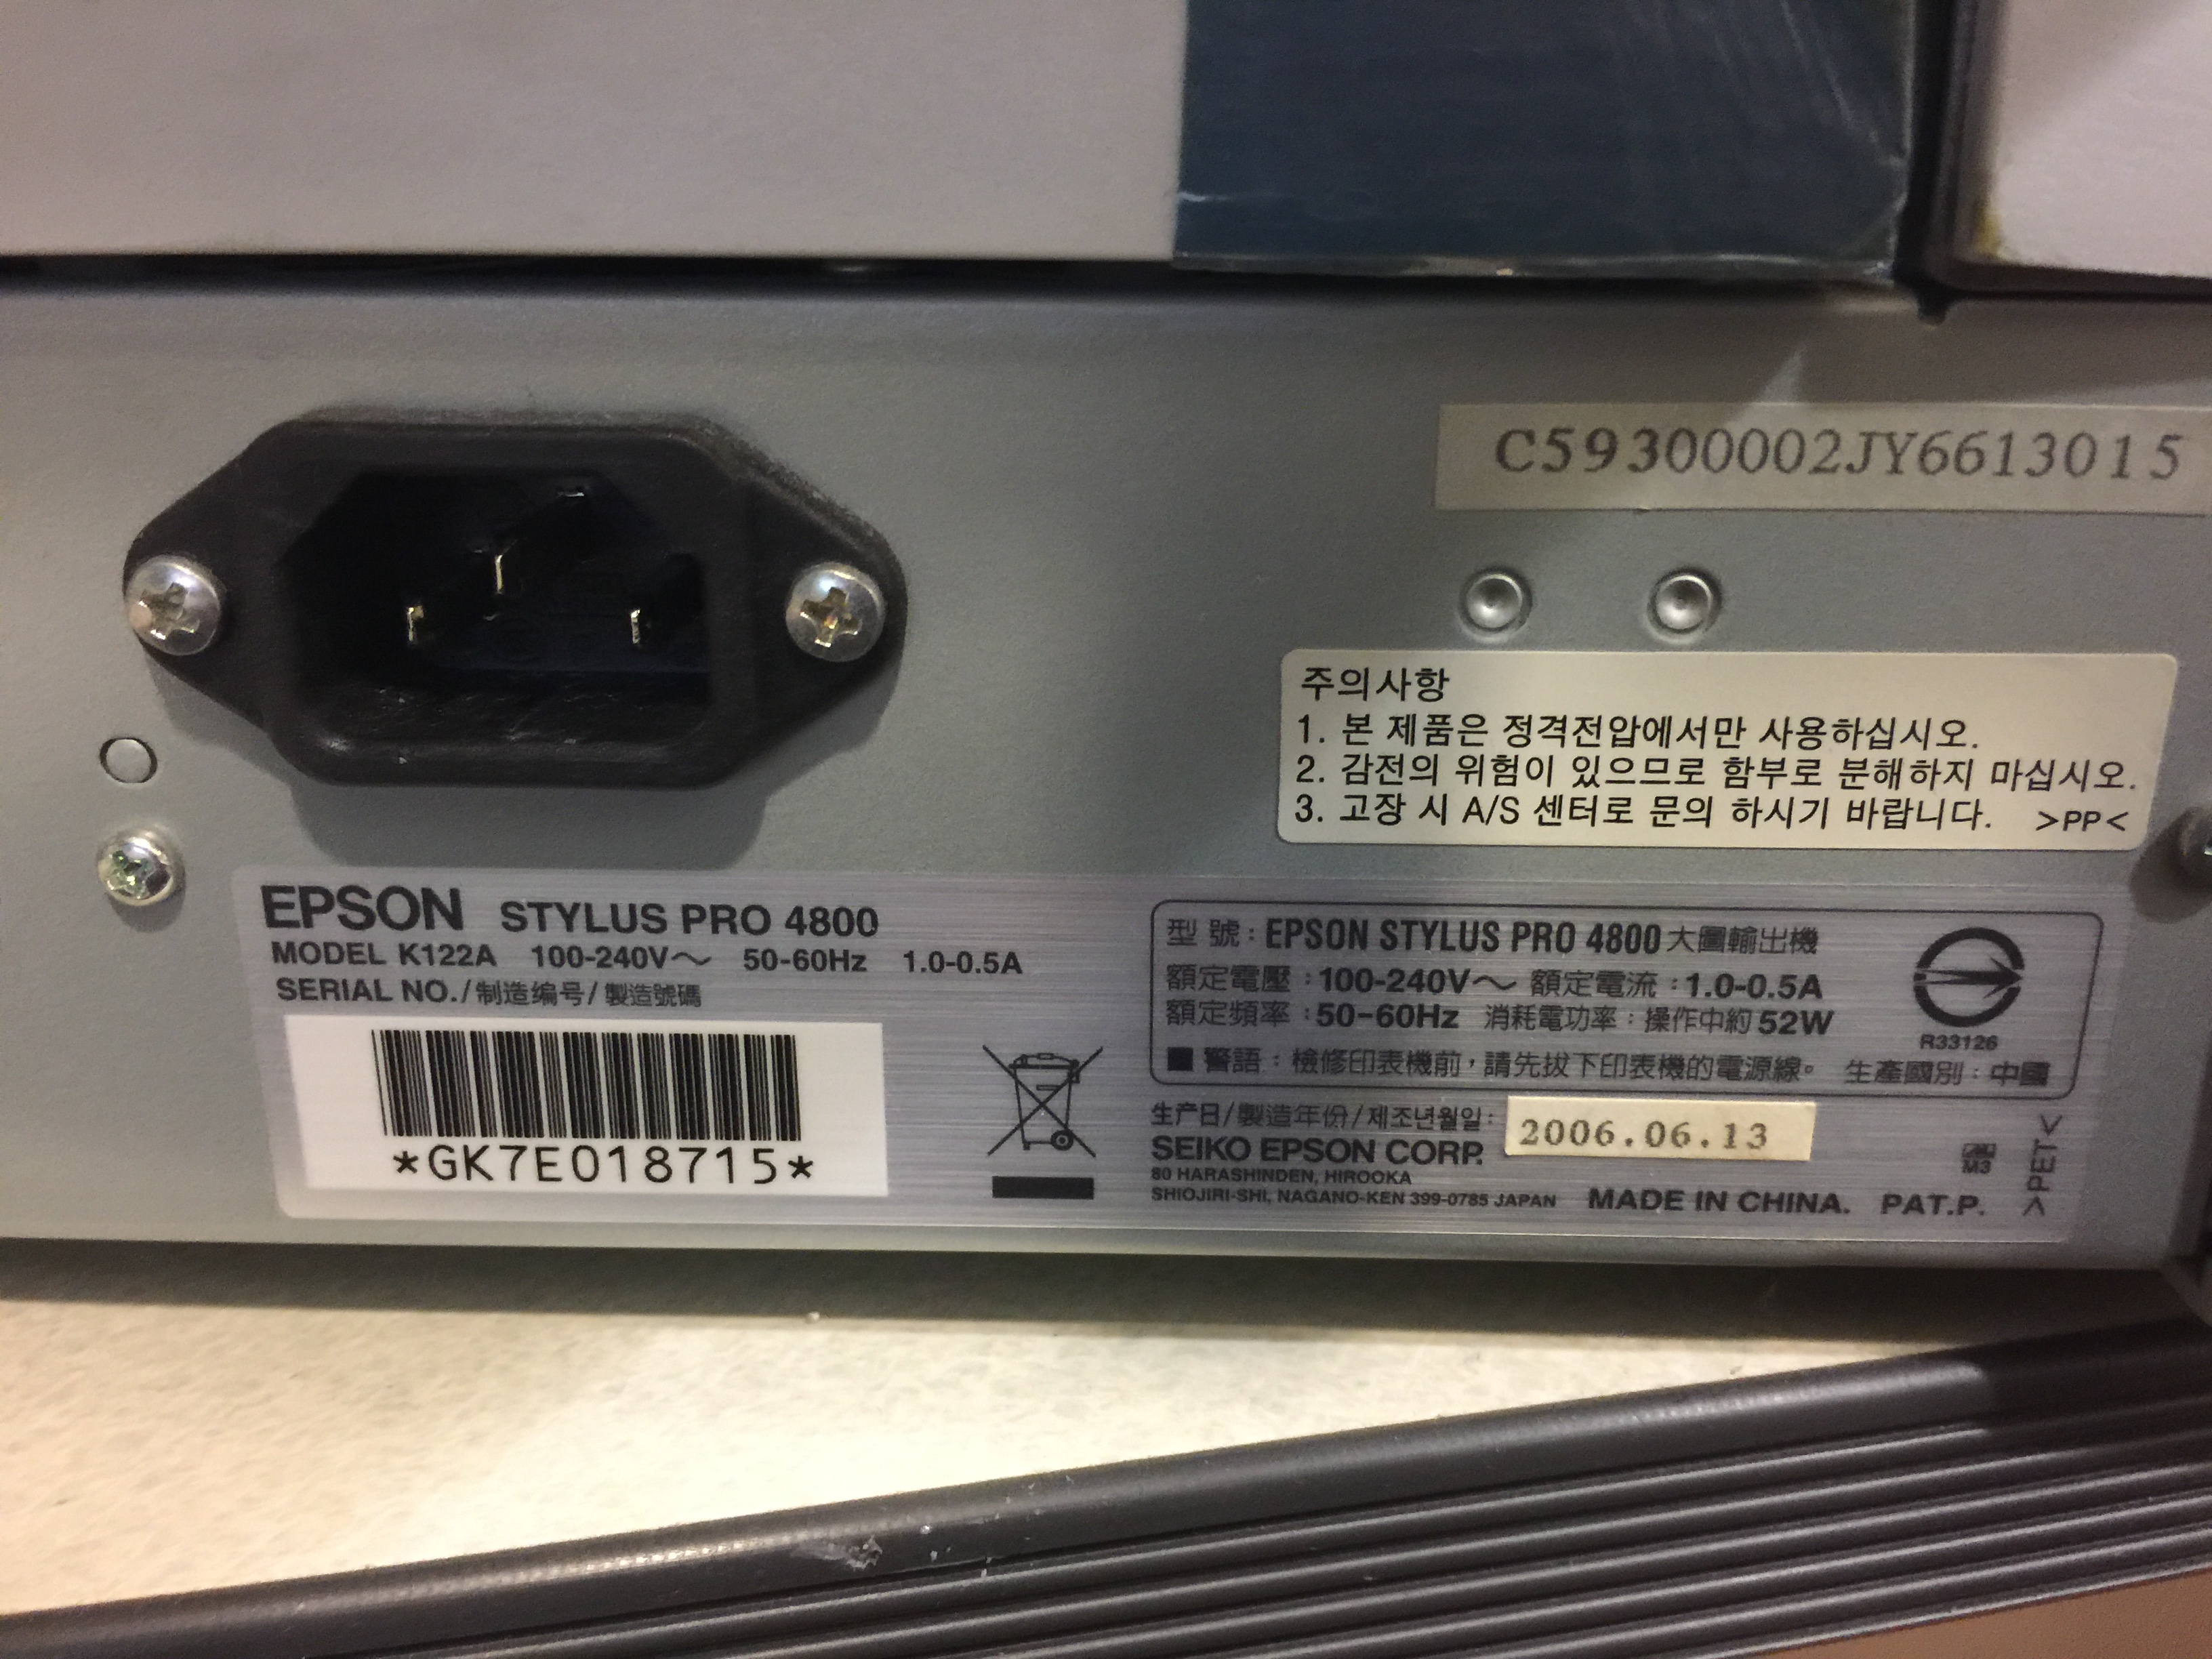 C59300002JY6613015
주의사항
1. 본 제품은 정격전압에서만 사용하십시오.
2. 감전의 위험이 있으므로 함부로 분해하지 마십시오.
3. 고장 시 A/S 센터로 문의 하시기 바랍니다. >PP<
EPSON STYLUS PRO 4800
MODEL K122A 100-240V～ 50-60Hz 1.0-0.5A
SERIAL NO./制造编号/製造號碼
*GK7E018715*
型 號：EPSON STYLUS PRO 4800 大圖輸出機
額定電壓：100-240V～ 額定電流：1.0-0.5A
額定頻率：50-60Hz 消耗電功率：操作中約 52W
R33126
■ 警語：檢修印表機前，請先拔下印表機的電源線。 生產國別：中國
生产日/製造年份/제조년월일: 2006.06.13
SEIKO EPSON CORP.
80 HARASHINDEN, HIROOKA
SHIOJIRI-SHI, NAGANO-KEN 399-0785 JAPAN MADE IN CHINA. PAT.P.
M3
>PET<